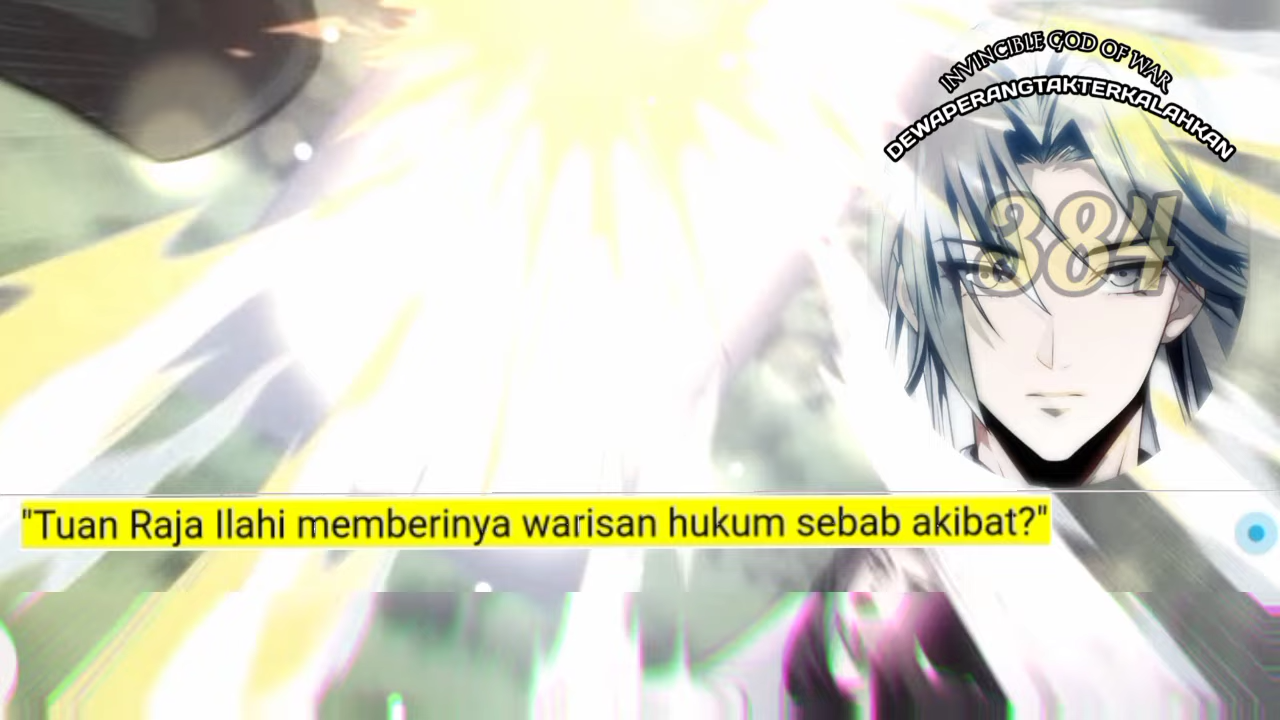 INVINCIBLE GOD OF WAR
DEWAPERANGTAKTERKALAHKAN
384
"Tuan Raja Ilahi memberinya warisan hukum sebab akibat?"